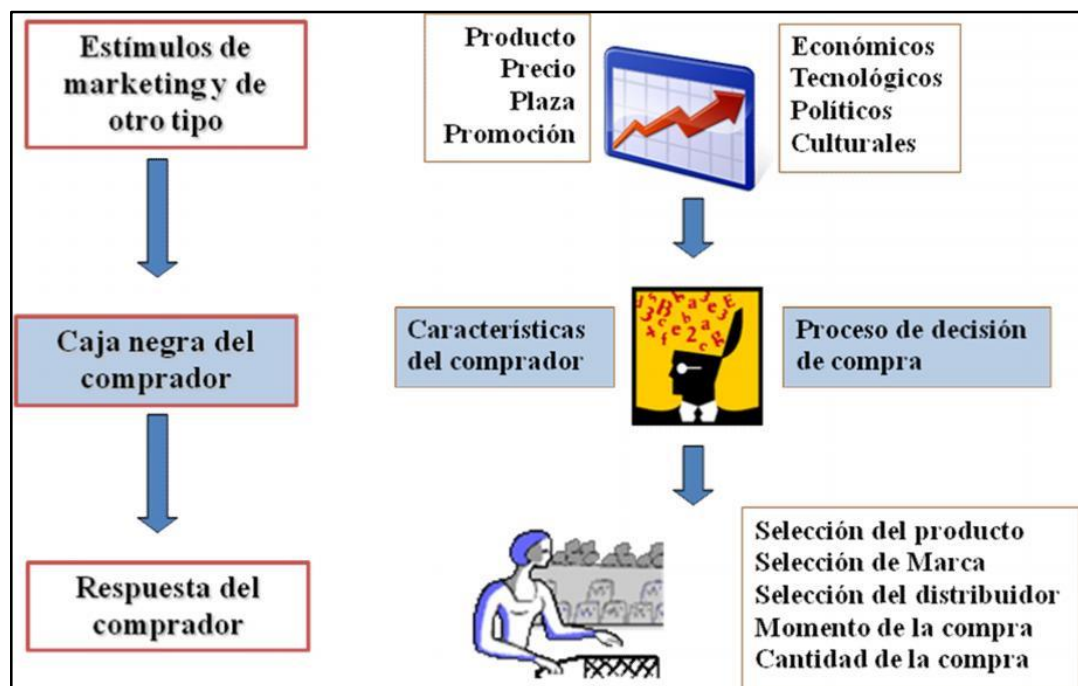 Estímulos de
marketing y de
otro tipo
Producto
Precio
Plaza
Promoción
Económicos
Tecnológicos
Políticos
Culturales
Caja negra del
comprador
Características
del comprador
Proceso de decisión
de compra
Respuesta del
comprador
Selección del producto
Selección de Marca
Selección del distribuidor
Momento de la compra
Cantidad de la compra